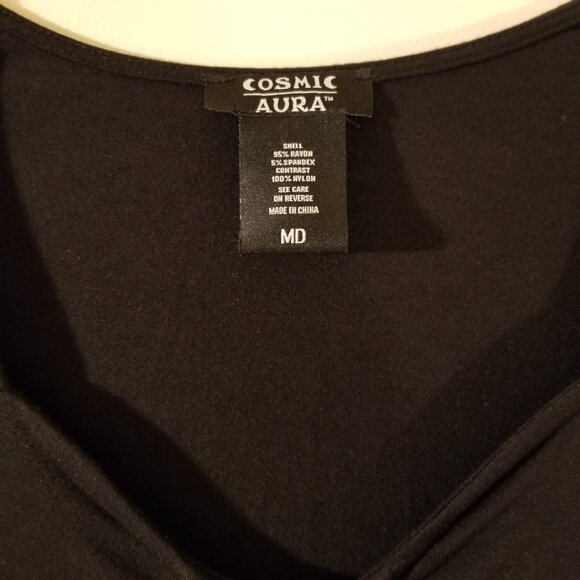 COSMIC
AURA™
SHELL
95% RAYON
5% SPANDEX
CONTRAST
100% NYLON
SEE CARE
ON REVERSE
MADE IN CHINA
MD